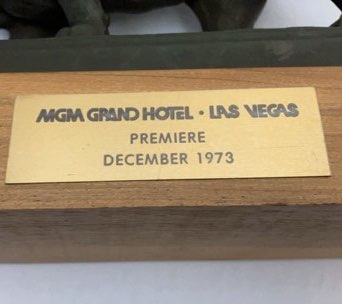 MGM GRAND HOTEL · LAS VEGAS
PREMIERE
DECEMBER 1973